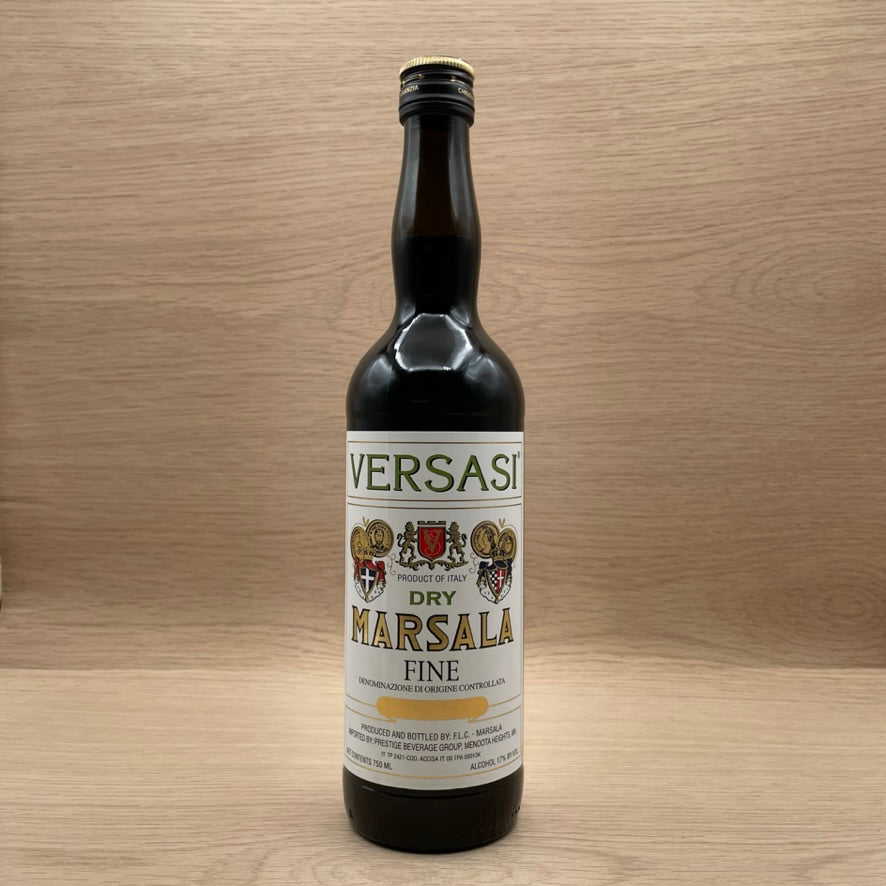 VERSASI®
PRODUCT OF ITALY
DRY
MARSALA
FINE
DENOMINAZIONE DI ORIGINE CONTROLLATA
PRODUCED AND BOTTLED BY: F.L.C. - MARSALA
IMPORTED BY: PRESTIGE BEVERAGE GROUP, MENDOTA HEIGHTS, MN
NET CONTENTS 750 ML
ALCOHOL 17% BY VOL.